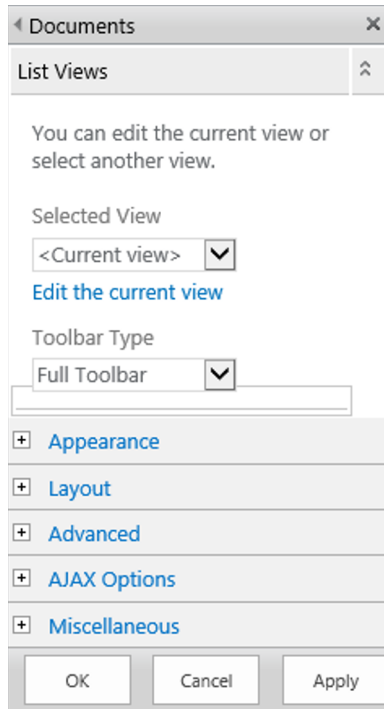 Documents
List Views
You can edit the current view or
select another view.
Selected View
<Current view>
Edit the current view
Toolbar Type
Full Toolbar
Appearance
Layout
Advanced
AJAX Options
Miscellaneous
OK Cancel Apply